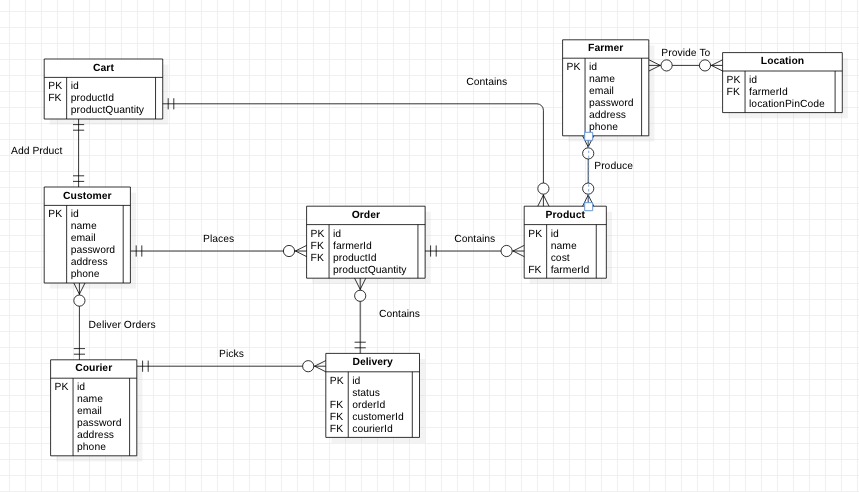 Cart
PK id
FK productId
productQuantity
Contains
Farmer
PK id
name
email
password
address
phone
Provide To
Location
PK id
FK farmerId
locationPinCode
Add Prduct
Produce
Customer
PK id
name
email
password
address
phone
Places
Order
PK id
FK farmerId
FK productId
productQuantity
Contains
Product
PK id
name
cost
FK farmerId
Deliver Orders
Contains
Courier
PK id
name
email
password
address
phone
Picks
Delivery
PK id
status
FK orderId
FK customerId
FK courierId